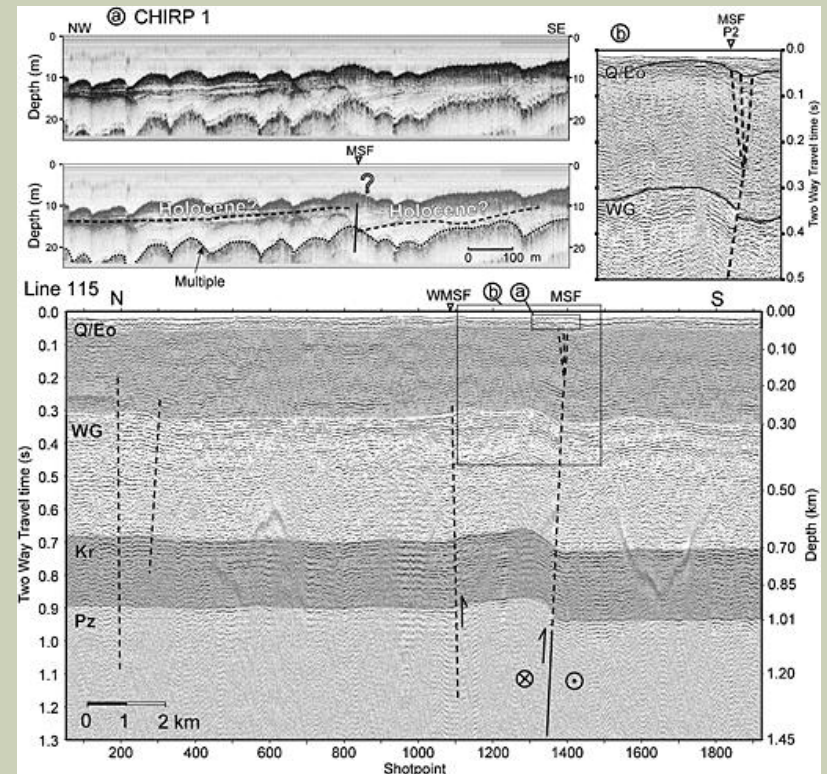 ⓐ CHIRP 1
NW
SE
0
10
20
Depth (m)
0
10
20
Depth (m)
MSF
?
0
10
20
Depth (m)
Holocene?
Holocene?
0
10
20
Depth (m)
0 100 m
Multiple
ⓑ
MSF
P2
Q/Eo
WG
0.0
0.1
0.2
0.3
0.4
0.5
Two Way Travel time (s)
Line 115
N
WMSF
ⓑ
ⓐ
MSF
S
0.0
0.1
0.2
0.3
0.4
0.5
0.6
0.7
0.8
0.9
1.0
1.1
1.2
1.3
Two Way Travel time (s)
Q/Eo
WG
Kr
Pz
0 1 2 km
0.00
0.10
0.20
0.30
0.50
0.70
0.85
1.01
1.20
1.45
Depth (km)
200 400 600 800 1000 1200 1400 1600 1800
Shotpoint